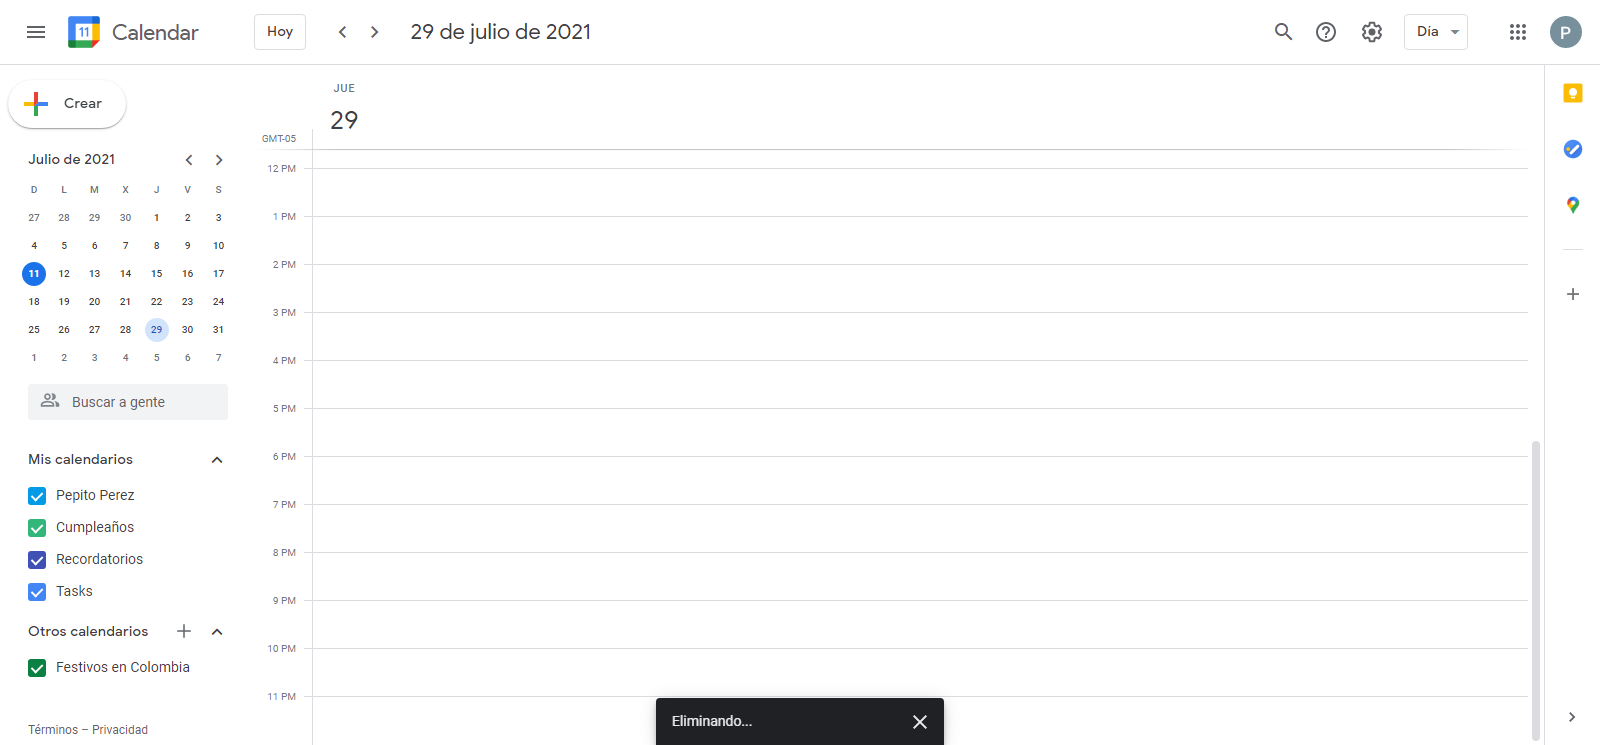 11 Calendar Hoy 29 de julio de 2021 Día P
Crear
Julio de 2021
D L M X J V S
27 28 29 30 1 2 3
4 5 6 7 8 9 10
11 12 13 14 15 16 17
18 19 20 21 22 23 24
25 26 27 28 29 30 31
1 2 3 4 5 6 7
Buscar a gente
Mis calendarios
Pepito Perez
Cumpleaños
Recordatorios
Tasks
Otros calendarios
Festivos en Colombia
Términos – Privacidad
JUE
29
GMT-05
12 PM
1 PM
2 PM
3 PM
4 PM
5 PM
6 PM
7 PM
8 PM
9 PM
10 PM
11 PM
Eliminando...